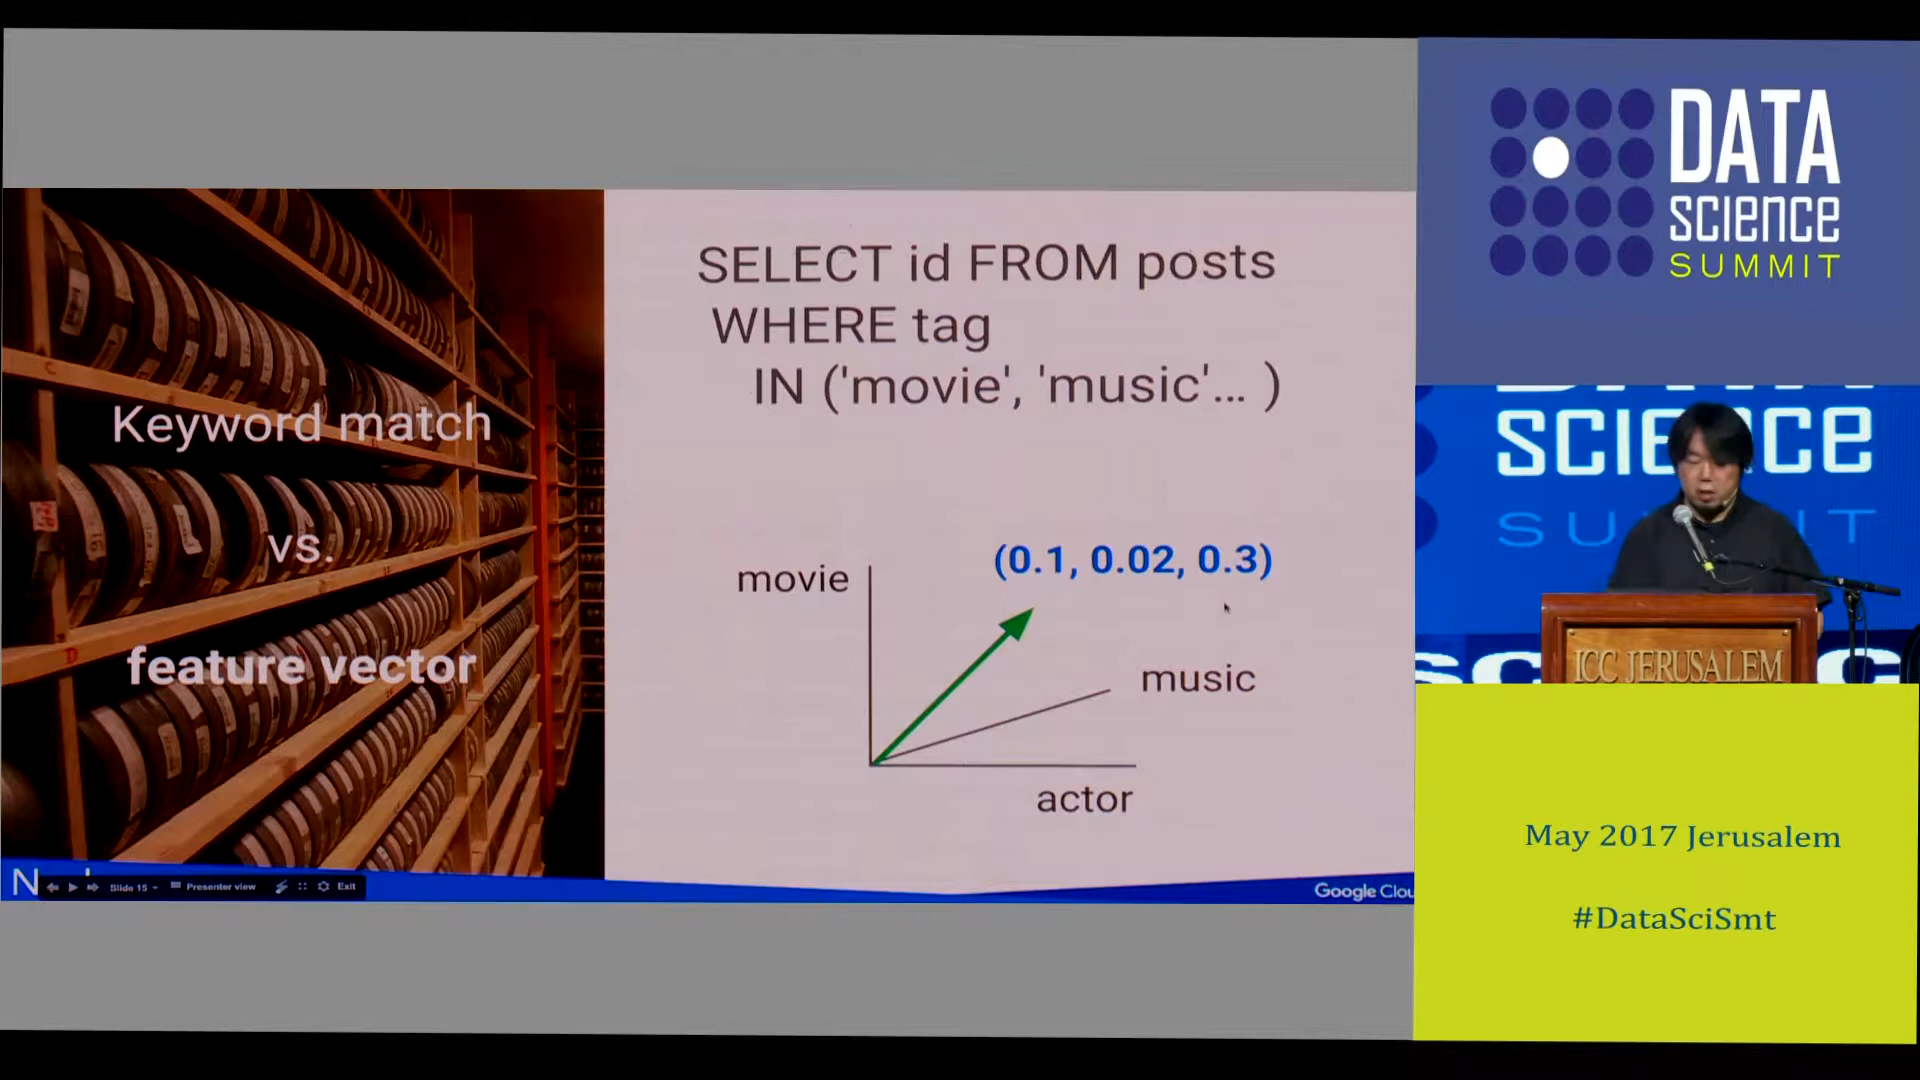 Keyword match
vs.
feature vector
SELECT id FROM posts
WHERE tag
IN ('movie', 'music'... )
(0.1, 0.02, 0.3)
movie
music
actor
Slide 15
Presenter view
Exit
Google Clou
DATA
SCIENCE
SUMMIT
SCIENCE
ICC JERUSALEM
May 2017 Jerusalem
#DataSciSmt